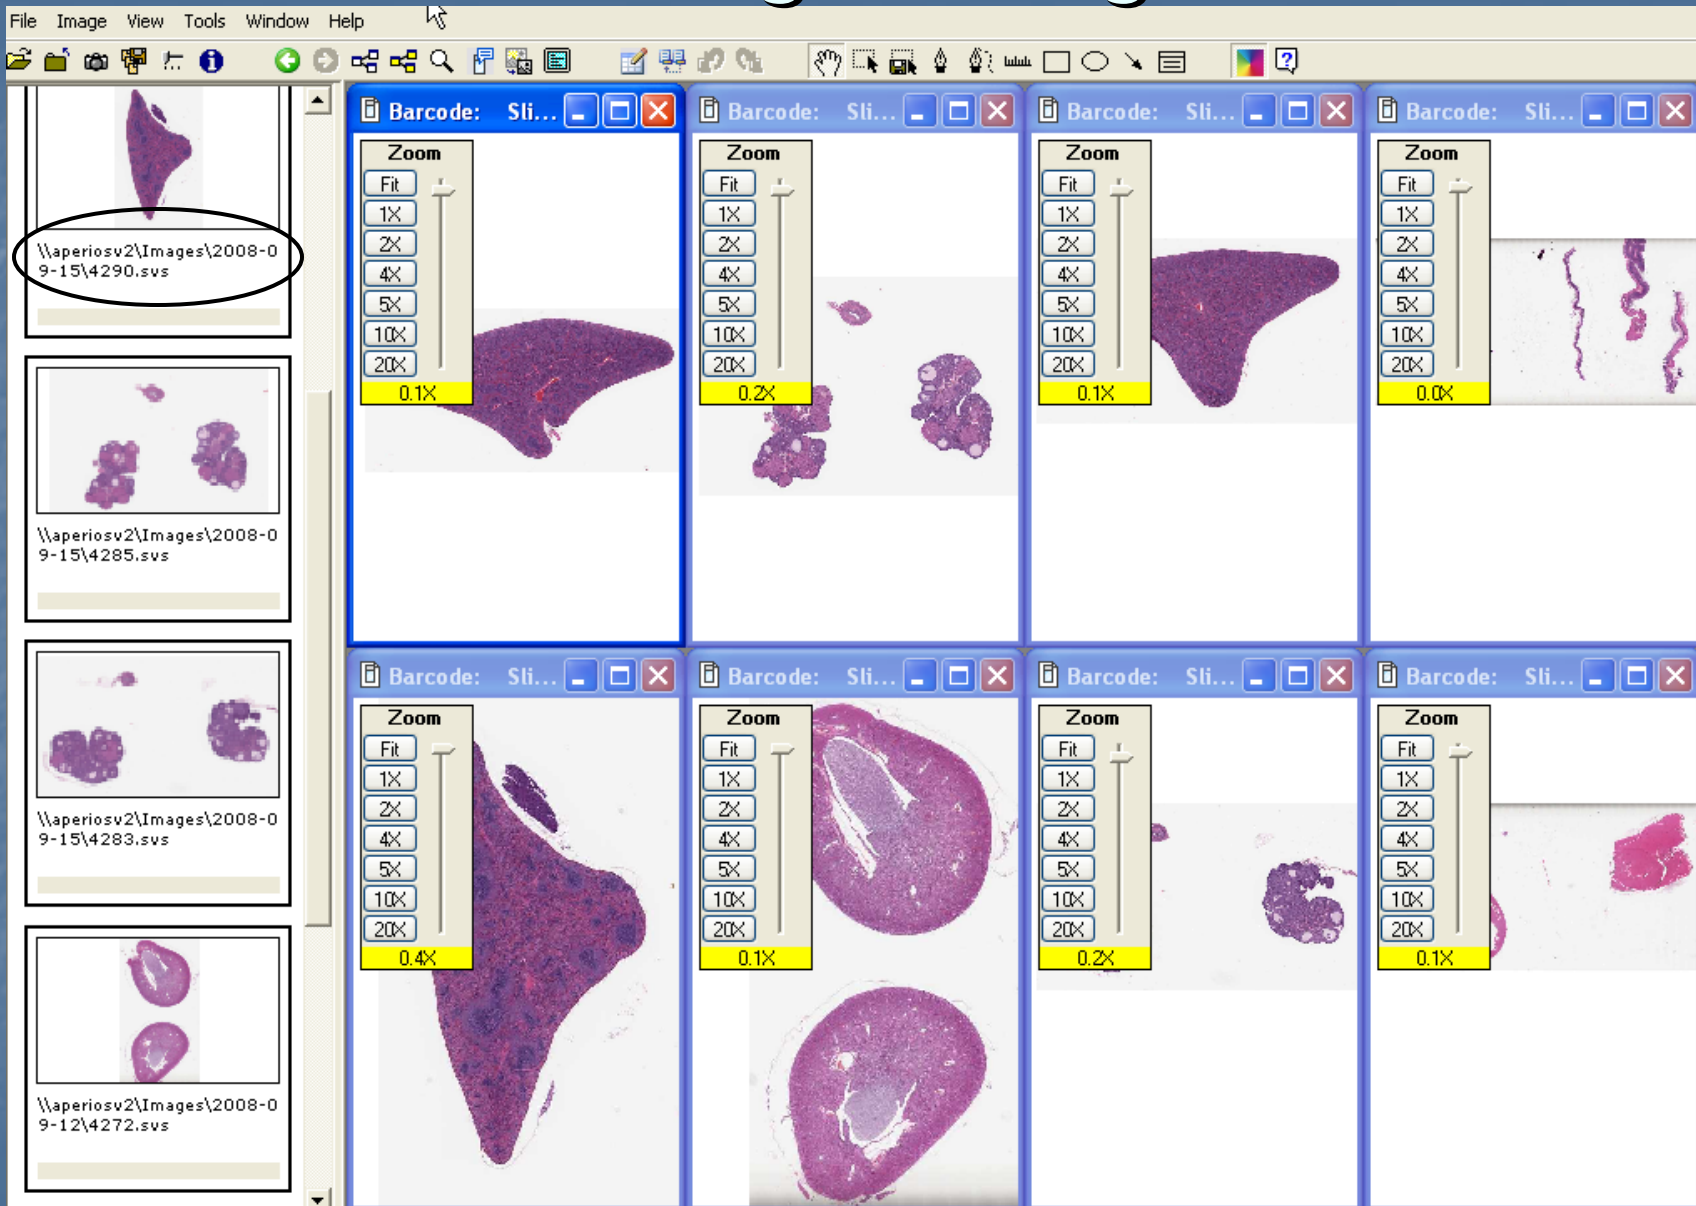 File Image View Tools Window Help
\\aperiosv2\Images\2008-0
9-15\4290.svs
\\aperiosv2\Images\2008-0
9-15\4285.svs
\\aperiosv2\Images\2008-0
9-15\4283.svs
\\aperiosv2\Images\2008-0
9-12\4272.svs
Barcode: Sli...
Zoom
Fit
1X
2X
4X
5X
10X
20X
0.1X
Barcode: Sli...
Zoom
Fit
1X
2X
4X
5X
10X
20X
0.2X
Barcode: Sli...
Zoom
Fit
1X
2X
4X
5X
10X
20X
0.1X
Barcode: Sli...
Zoom
Fit
1X
2X
4X
5X
10X
20X
0.0X
Barcode: Sli...
Zoom
Fit
1X
2X
4X
5X
10X
20X
0.4X
Barcode: Sli...
Zoom
Fit
1X
2X
4X
5X
10X
20X
0.1X
Barcode: Sli...
Zoom
Fit
1X
2X
4X
5X
10X
20X
0.2X
Barcode: Sli...
Zoom
Fit
1X
2X
4X
5X
10X
20X
0.1X